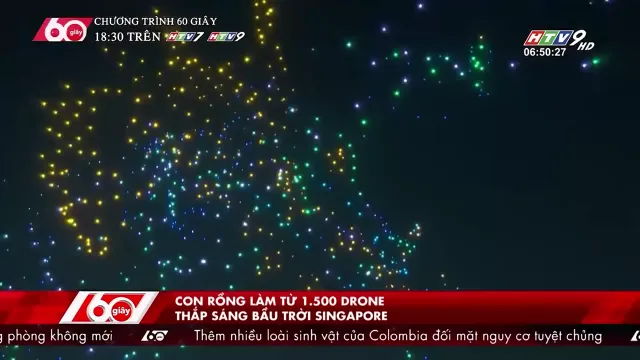 60 giây
CHƯƠNG TRÌNH 60 GIÂY
18:30 TRÊN HTV7 HTV9
HTV9 HD
06:50:27
60 giây
CON RỒNG LÀM TỪ 1.500 DRONE
THẮP SÁNG BẦU TRỜI SINGAPORE
g phòng không mới 60 Thêm nhiều loài sinh vật của Colombia đối mặt nguy cơ tuyệt chủng